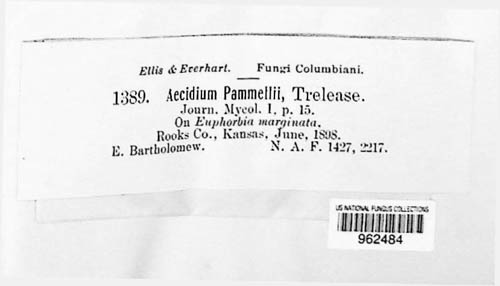 Ellis & Everhart. Fungi Columbiani.
1389. Aecidium Pammellii, Trelease.
Journ. Mycol. I. p. 15.
On Euphorbia marginata.
Rooks Co., Kansas, June, 1898.
E. Bartholomew. N. A. F. 1427, 2217.
US NATIONAL FUNGUS COLLECTIONS
962484